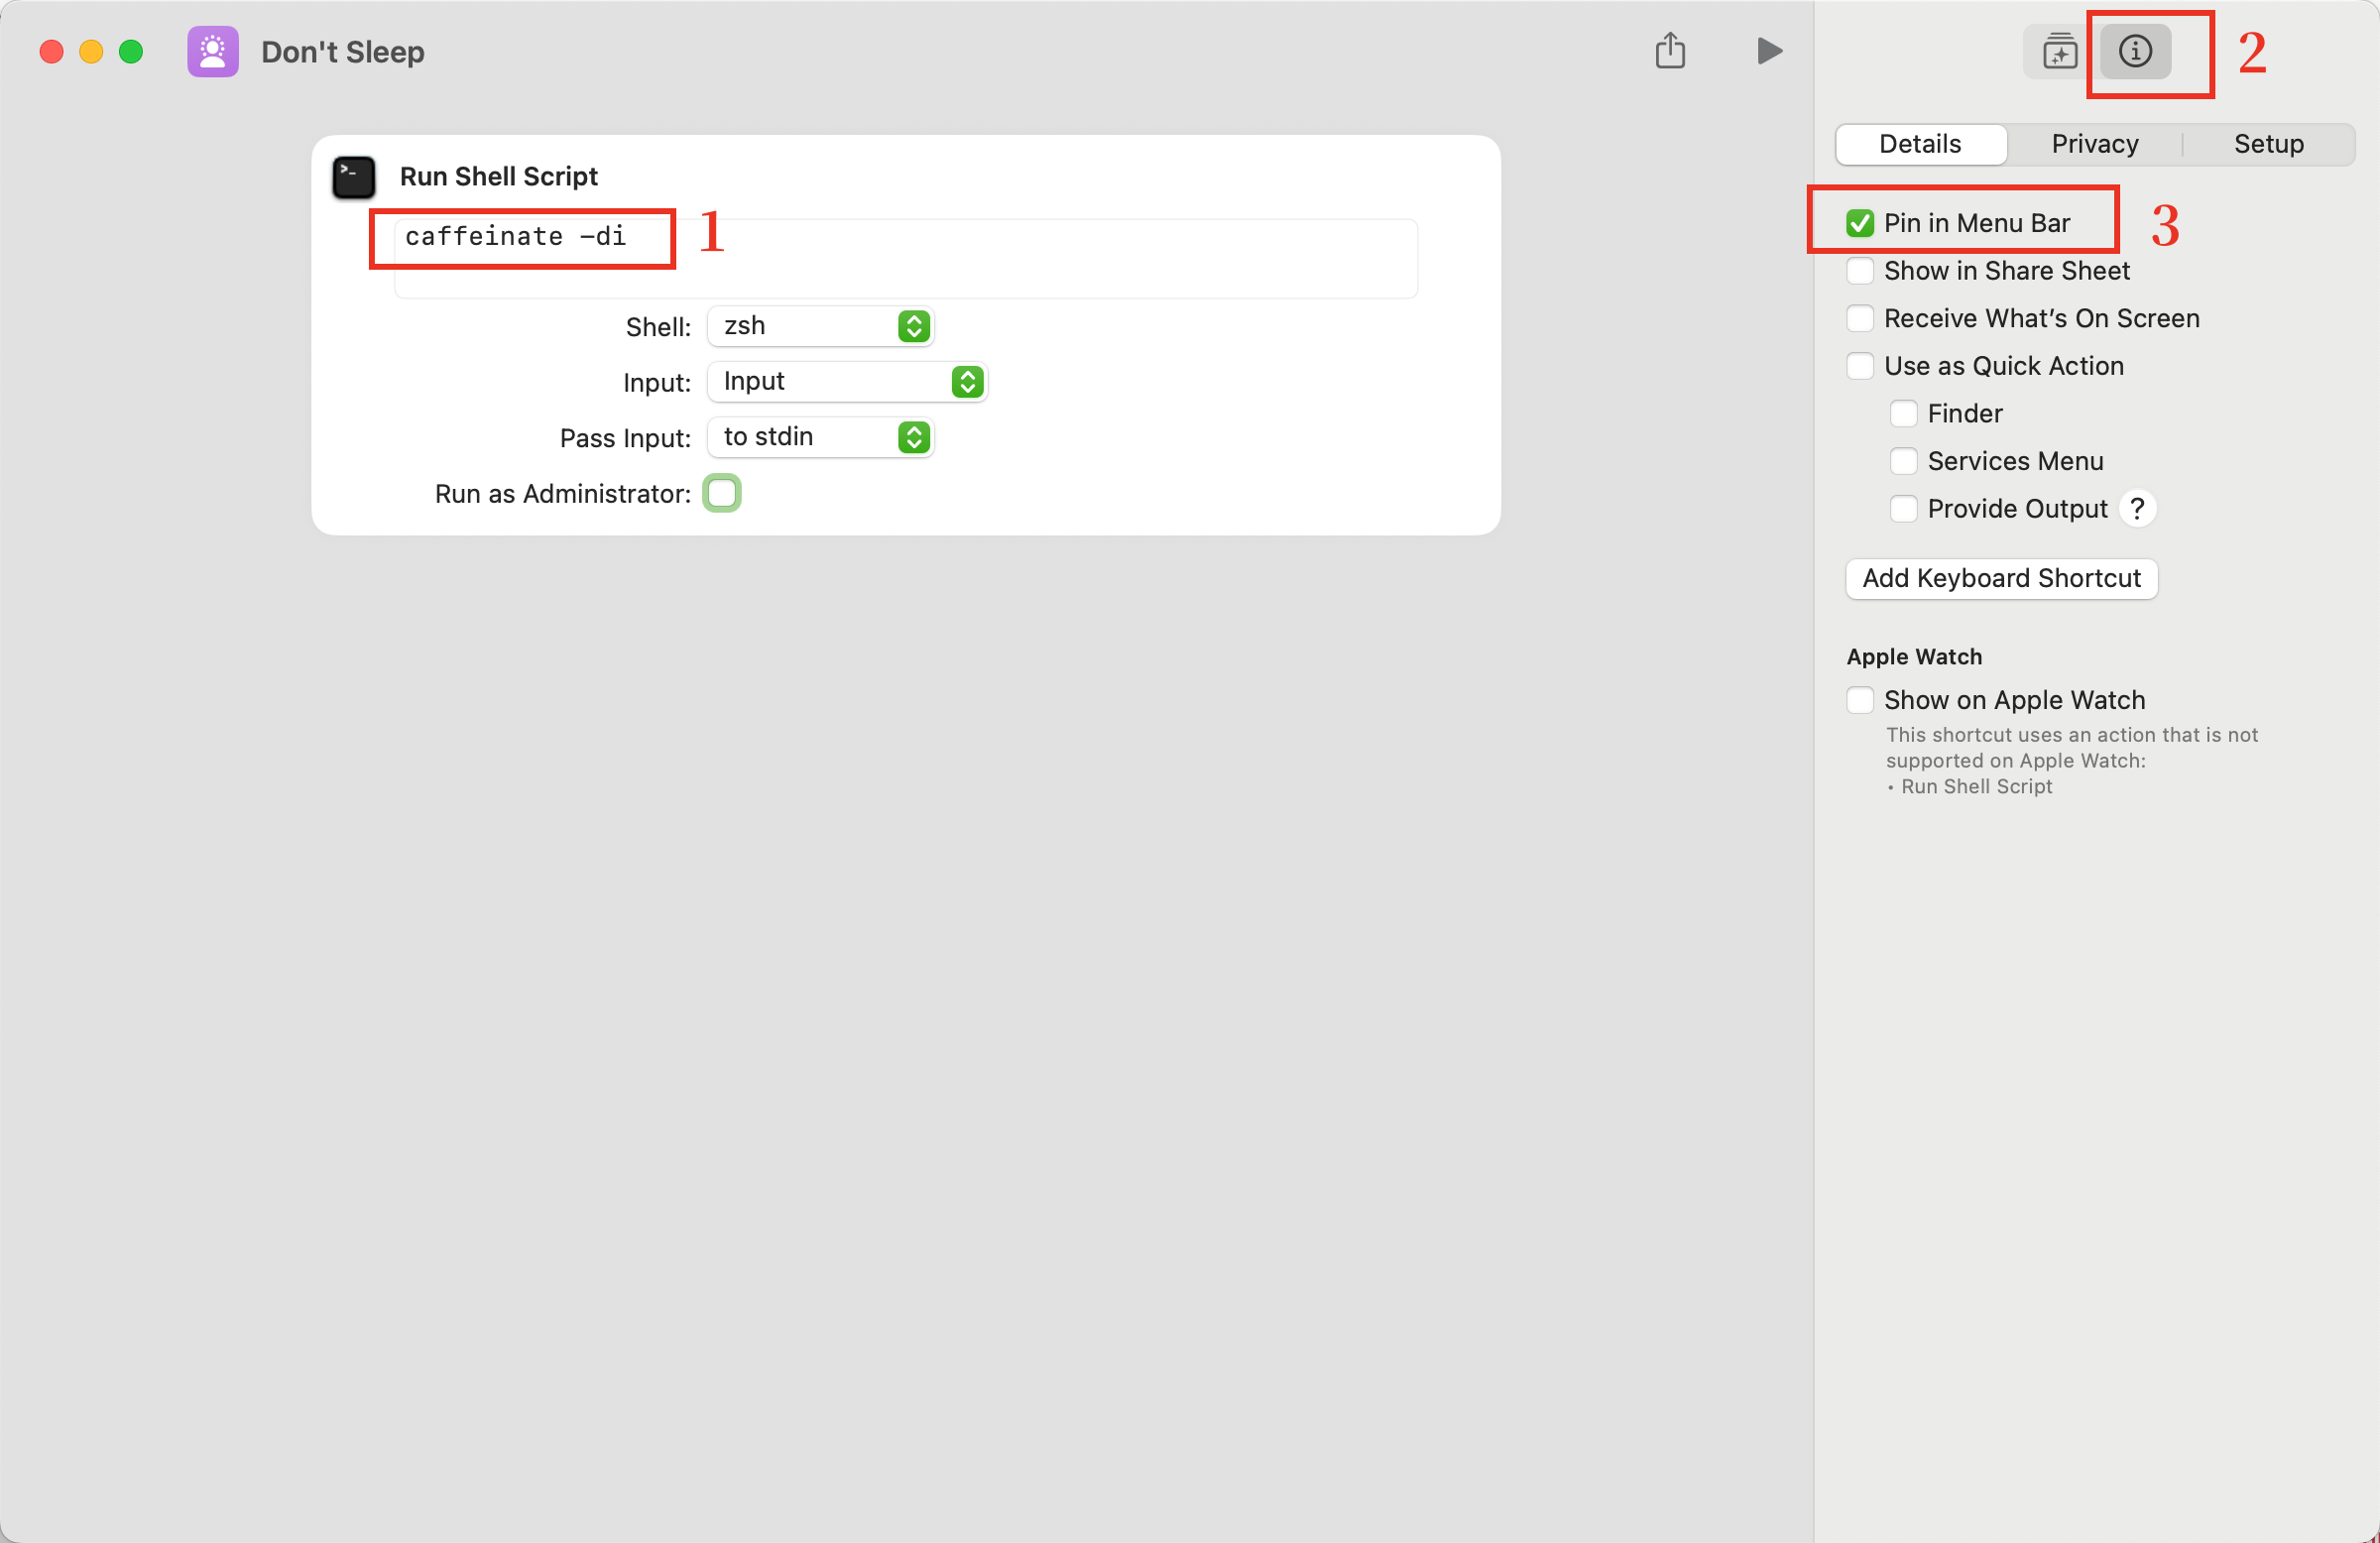 Don't Sleep
2
Details
Privacy
Setup
Run Shell Script
caffeinate -di
1
Shell:
zsh
Input:
Input
Pass Input:
to stdin
Run as Administrator:
Pin in Menu Bar
3
Show in Share Sheet
Receive What’s On Screen
Use as Quick Action
Finder
Services Menu
Provide Output
?
Add Keyboard Shortcut
Apple Watch
Show on Apple Watch
This shortcut uses an action that is not
supported on Apple Watch:
• Run Shell Script